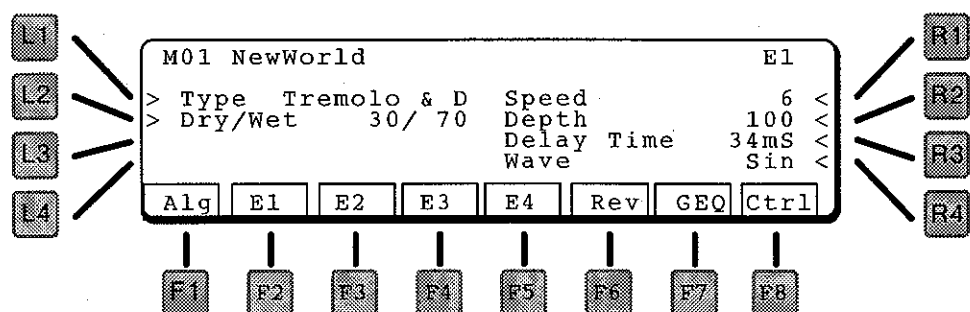 L1
R1
M01 NewWorld E1
L2
R2
> Type Tremolo & D Speed 6 <
> Dry/Wet 30/ 70 Depth 100 <
L3
R3
Delay Time 34mS <
Wave Sin <
L4
R4
Alg E1 E2 E3 E4 Rev GEQ Ctrl
F1 F2 F3 F4 F5 F6 F7 F8